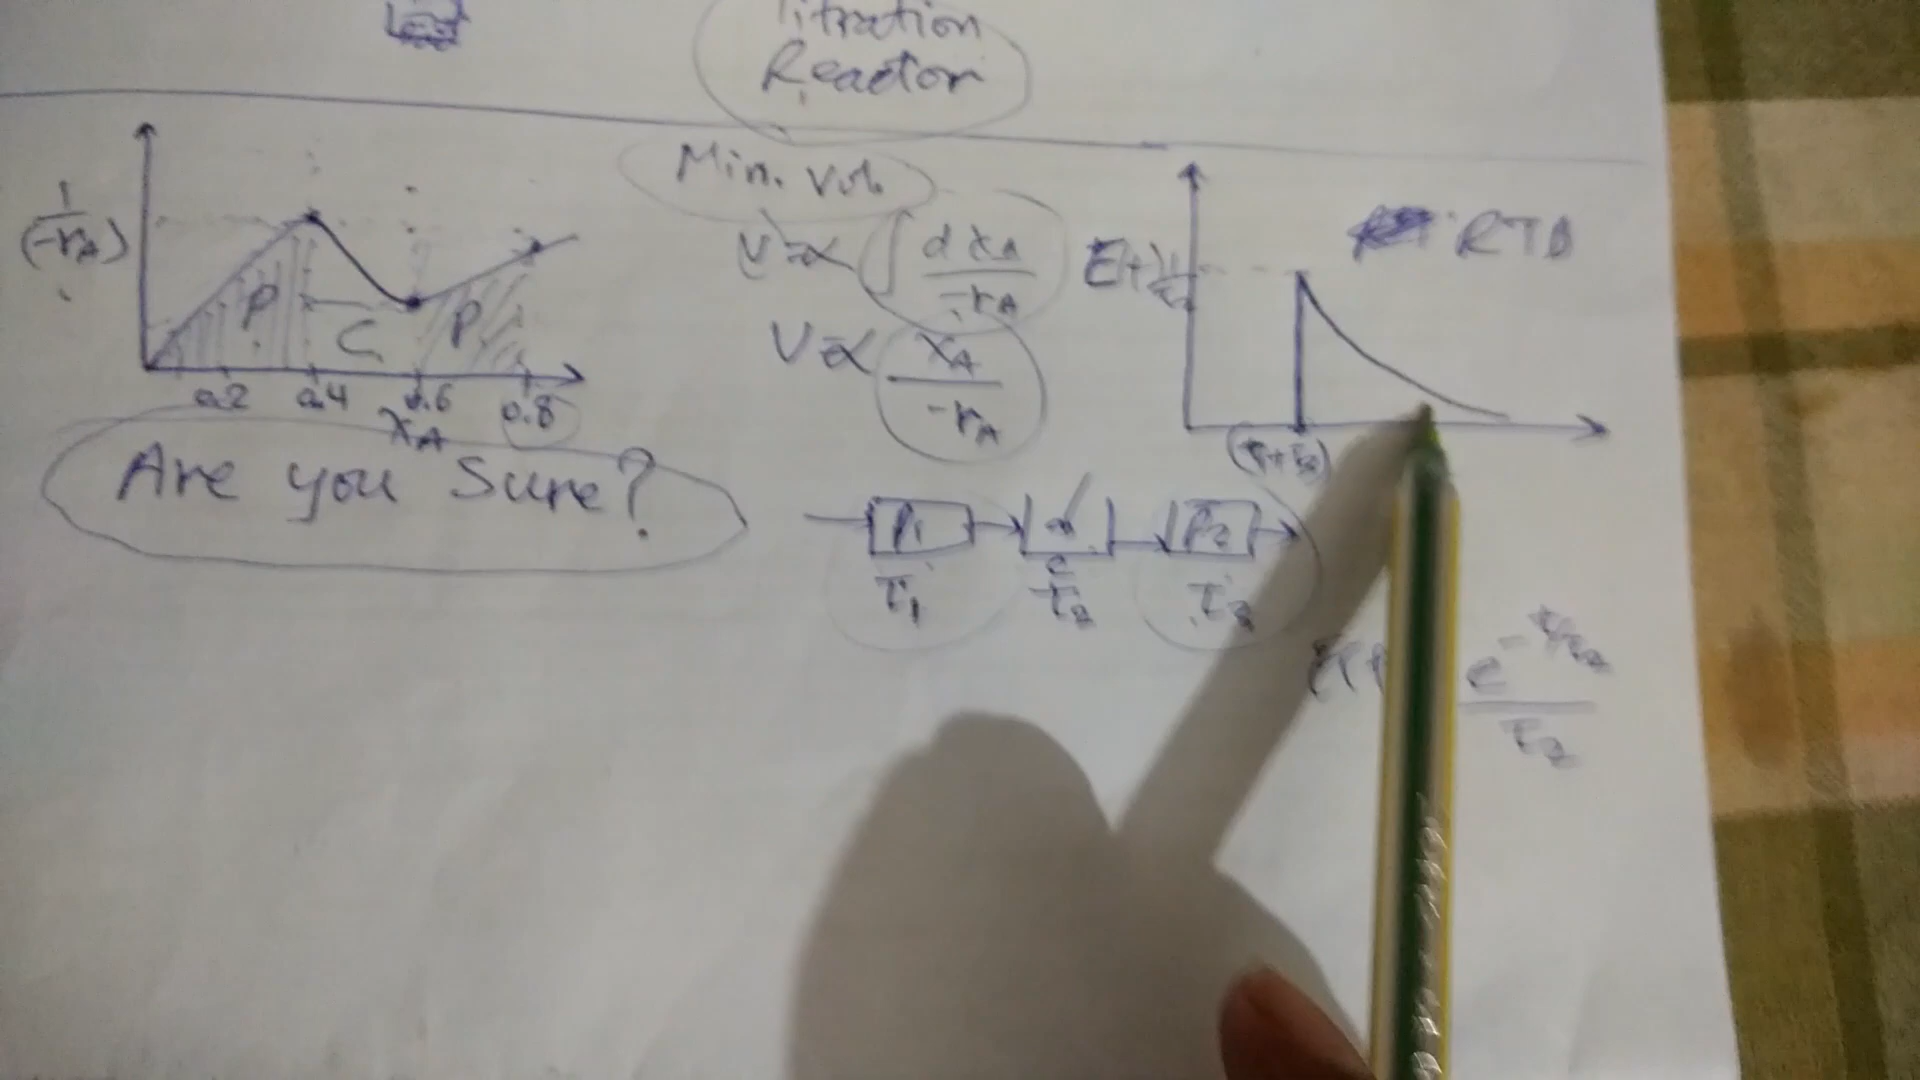 Titration
Reactor
Min. Vol.
1
(-rA)
P
C
P
0.2 0.4 0.6 0.8
XA
Are you Sure?
V = ∝ ∫ dXA
-rA
V = ∝ XA
-rA
E(t)
RTD
P1
P2
τ1
c
τ2
e
τ2